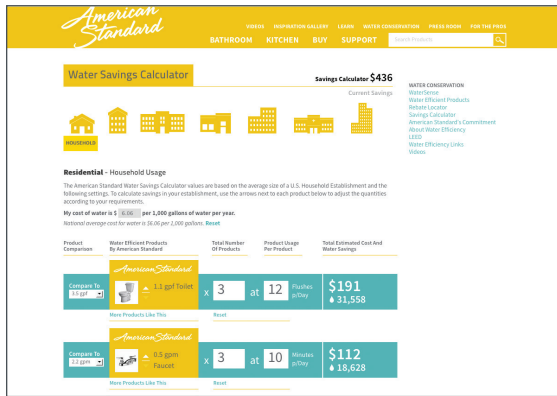 American
Standard
VIDEOS INSPIRATION GALLERY LEARN WATER CONSERVATION PRESS ROOM FOR THE PROS
BATHROOM KITCHEN BUY SUPPORT Search Products
Water Savings Calculator
Savings Calculator $436
Current Savings
WATER CONSERVATION
WaterSense
Water Efficient Products
Rebate Locator
Savings Calculator
American Standard's Commitment
About Water Efficiency
LEED
Water Efficiency Links
Videos
HOUSEHOLD
Residential - Household Usage
The American Standard Water Savings Calculator values are based on the average size of a U.S. Household Establishment and the
following settings. To calculate savings in your establishment, use the arrows next to each product below to adjust the quantities
according to your requirements.
My cost of water is $ 6.06 per 1,000 gallons of water per year.
National average cost for water is $6.06 per 1,000 gallons. Reset
Product Comparison
Water Efficient Products By American Standard
Total Number Of Products
Product Usage Per Product
Total Estimated Cost And Water Savings
American Standard
Compare To
3.5 gpf
1.1 gpf Toilet
x 3 at 12 Flushes p/Day
$191
31,558
More Products Like This Reset
American Standard
Compare To
2.2 gpm
0.5 gpm Faucet
x 3 at 10 Minutes p/Day
$112
18,628
More Products Like This Reset